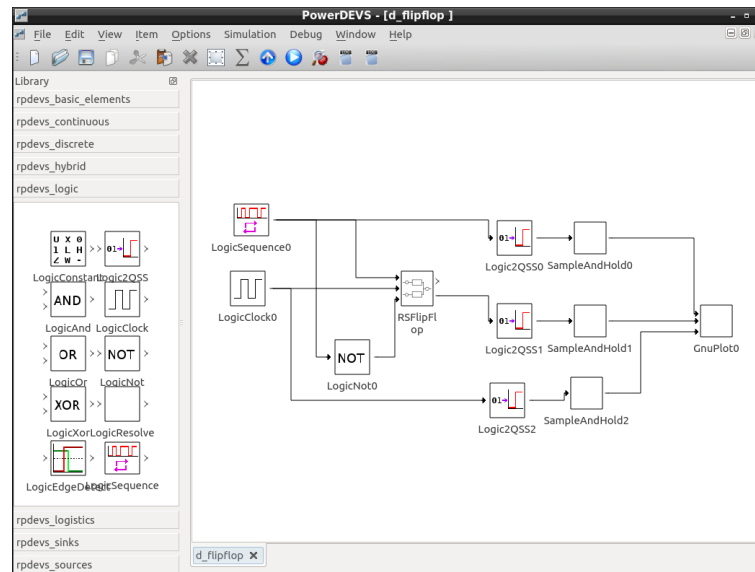 PowerDEVS - [d_flipflop ]
File Edit View Item Options Simulation Debug Window Help
Library
rpdevs_basic_elements
rpdevs_continuous
rpdevs_discrete
rpdevs_hybrid
rpdevs_logic
U X 0
1 L H
Z W -
01
LogicConstant
Logic2QSS
AND
LogicAnd
LogicClock
OR
NOT
LogicOr
LogicNot
XOR
LogicXor
LogicResolve
LogicEdgeDetect
LogicSequence
rpdevs_logistics
rpdevs_sinks
rpdevs_sources
LogicSequence0
LogicClock0
NOT
LogicNot0
RSFlipFl
op
01
Logic2QSS0
SampleAndHold0
01
Logic2QSS1
SampleAndHold1
01
Logic2QSS2
SampleAndHold2
GnuPlot0
d_flipflop